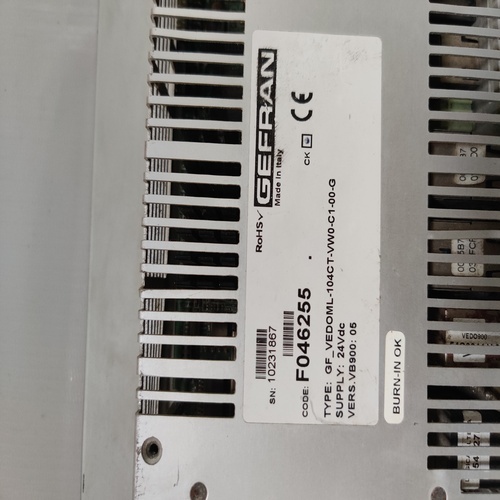 GEFRAN
RoHS✓ Made in Italy
CK CE
SN: 10231867
CODE: F046255
TYPE: GF_VEDOML-104CT-VW0-C1-00-G
SUPPLY: 24Vdc
VERS.VB900: 05
BURN-IN OK
VEDO900